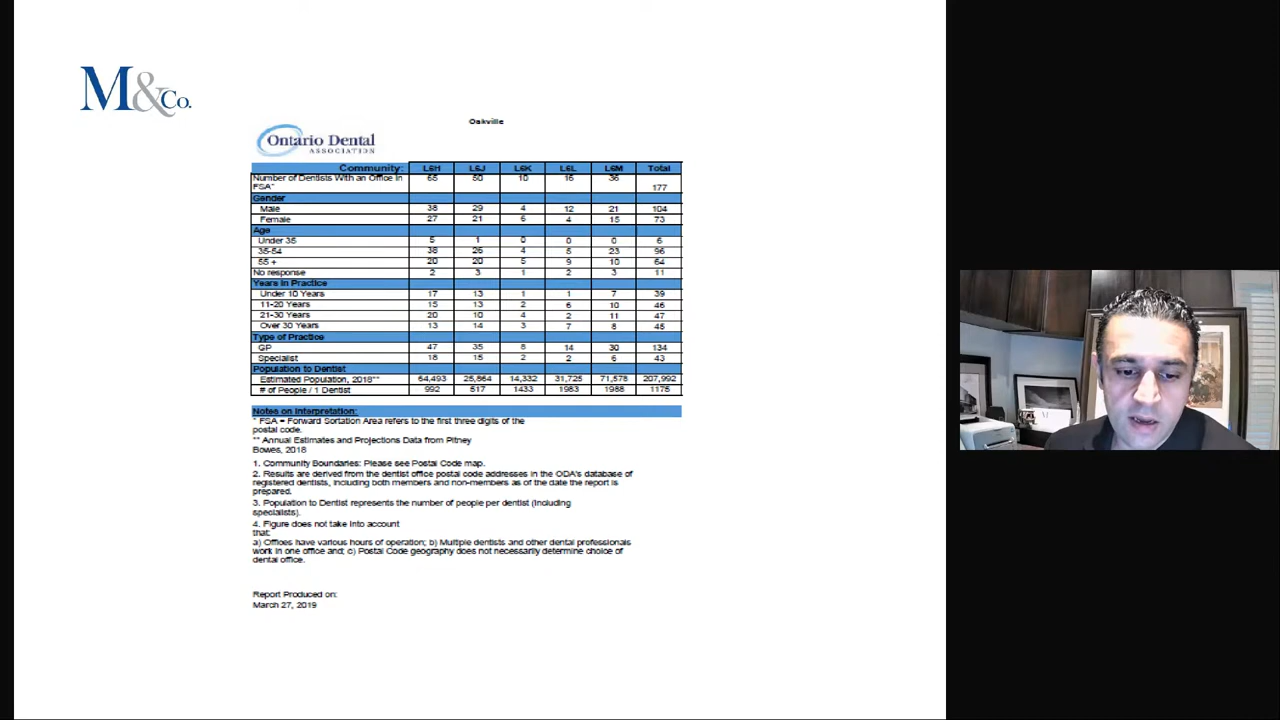 M&Co.
Oakville
Ontario Dental
ASSOCIATION
Community: L6H L6J L6K L6L L6M Total
Number of Dentists With an Office in 65 50 10 16 36
FSA* 177
Gender
Male 38 29 4 12 21 104
Female 27 21 6 4 15 73
Age
Under 35 5 1 0 0 0 6
35-54 38 26 4 5 23 96
55 + 20 20 5 9 10 64
No response 2 3 1 2 3 11
Years in Practice
Under 10 Years 17 13 1 1 7 39
11-20 Years 15 13 2 6 10 46
21-30 Years 20 10 4 2 11 47
Over 30 Years 13 14 3 7 8 45
Type of Practice
GP 47 35 8 14 30 134
Specialist 18 15 2 2 6 43
Population to Dentist
Estimated Population, 2018** 64,493 25,864 14,332 31,725 71,578 207,992
# of People / 1 Dentist 992 517 1433 1983 1988 1175
Notes on Interpretation:
* FSA = Forward Sortation Area refers to the first three digits of the
postal code.
** Annual Estimates and Projections Data from Pitney
Bowes, 2018
1. Community Boundaries: Please see Postal Code map.
2. Results are derived from the dentist office postal code addresses in the ODA's database of
registered dentists, including both members and non-members as of the date the report is
prepared.
3. Population to Dentist represents the number of people per dentist (including
specialists).
4. Figure does not take into account
that:
a) Offices have various hours of operation; b) Multiple dentists and other dental professionals
work in one office and; c) Postal Code geography does not necessarily determine choice of
dental office.
Report Produced on:
March 27, 2019